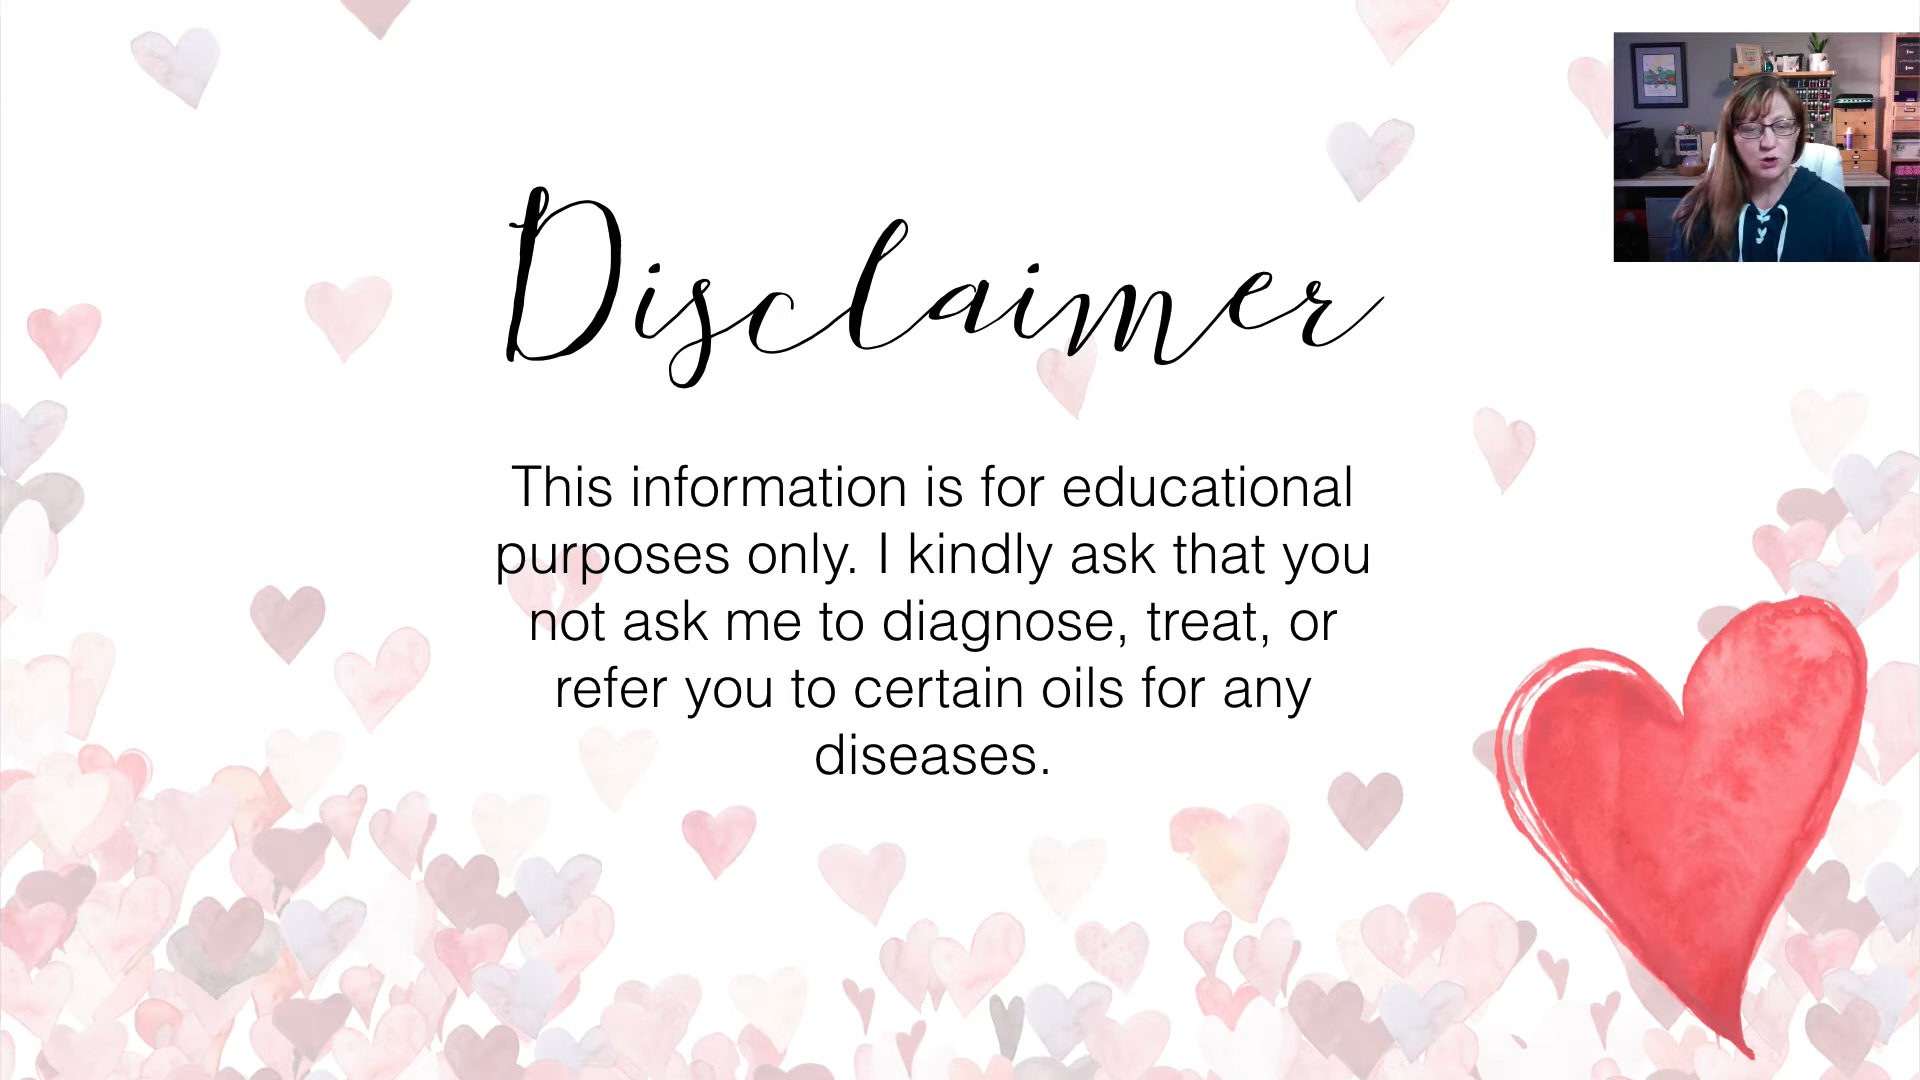 Disclaimer
This information is for educational
purposes only. I kindly ask that you
not ask me to diagnose, treat, or
refer you to certain oils for any
diseases.